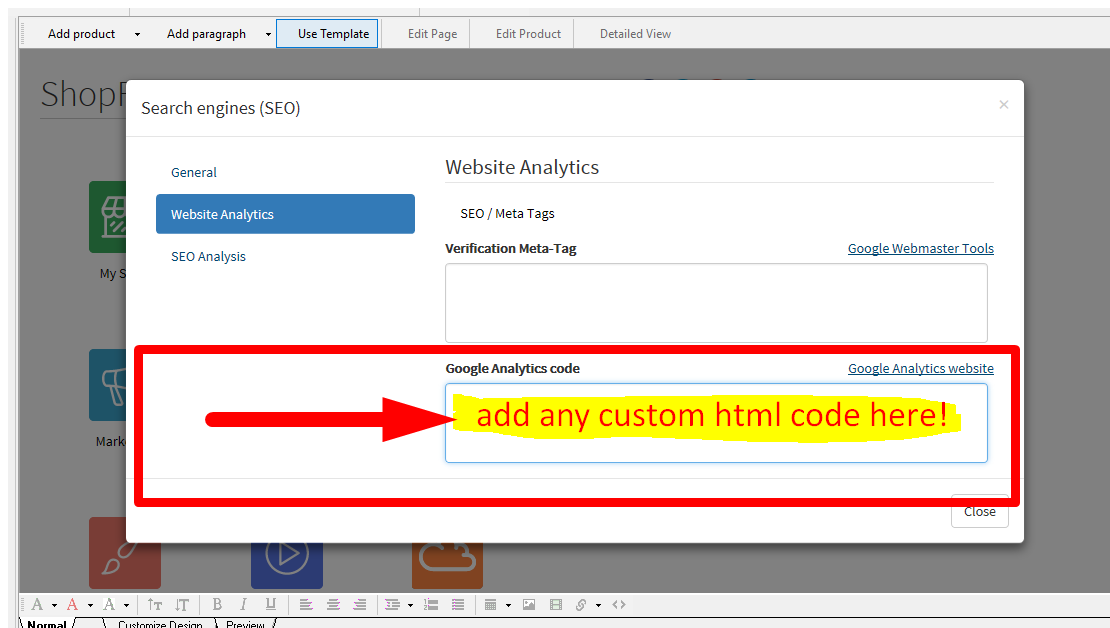 Add product Add paragraph Use Template Edit Page Edit Product Detailed View
Search engines (SEO) ×
General
Website Analytics
SEO Analysis
Website Analytics
SEO / Meta Tags
Verification Meta-Tag Google Webmaster Tools
Google Analytics code Google Analytics website
add any custom html code here!
Close
My S
Mark
Normal Customize Design Preview